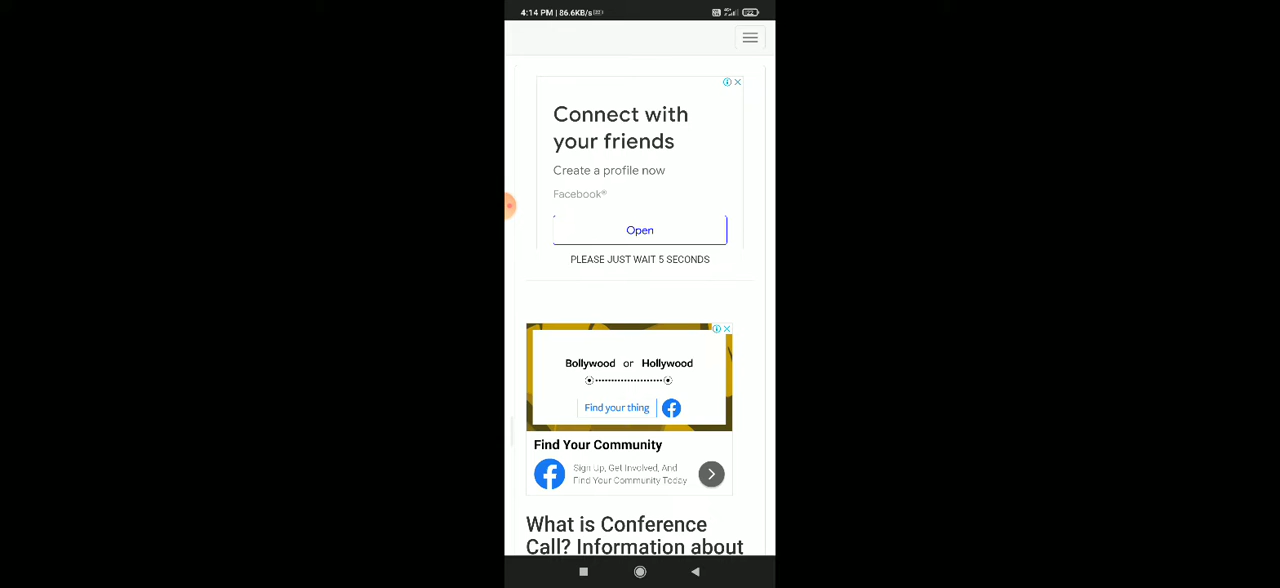 4:14 PM | 86.6KB/s
Connect with
your friends
Create a profile now
Facebook®
Open
PLEASE JUST WAIT 5 SECONDS
Bollywood or Hollywood
Find your thing
Find Your Community
Sign Up, Get Involved, And
Find Your Community Today
What is Conference
Call? Information about